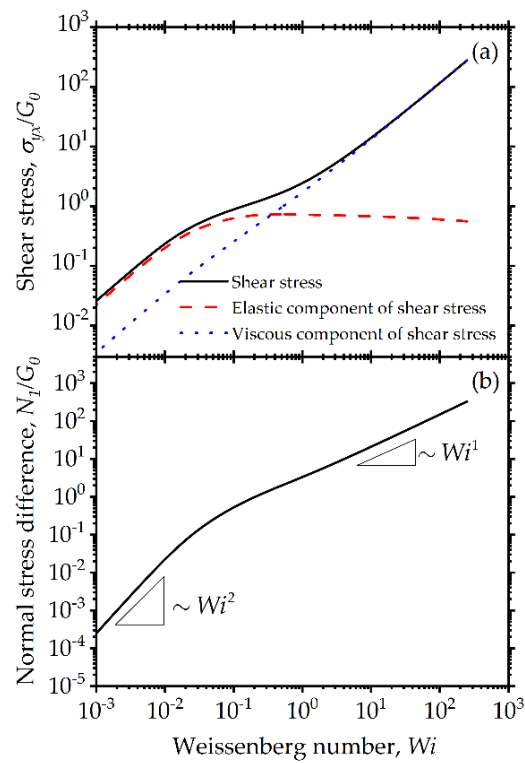 10³
(a)
10²
10¹
10⁰
10⁻¹
10⁻²
Shear stress, σyx/G₀
Shear stress
Elastic component of shear stress
Viscous component of shear stress
(b)
10³
10²
10¹
10⁰
10⁻¹
10⁻²
10⁻³
10⁻⁴
10⁻⁵
Normal stress difference, N₁/G₀
~ Wi¹
~ Wi²
10⁻³ 10⁻² 10⁻¹ 10⁰ 10¹ 10² 10³
Weissenberg number, Wi